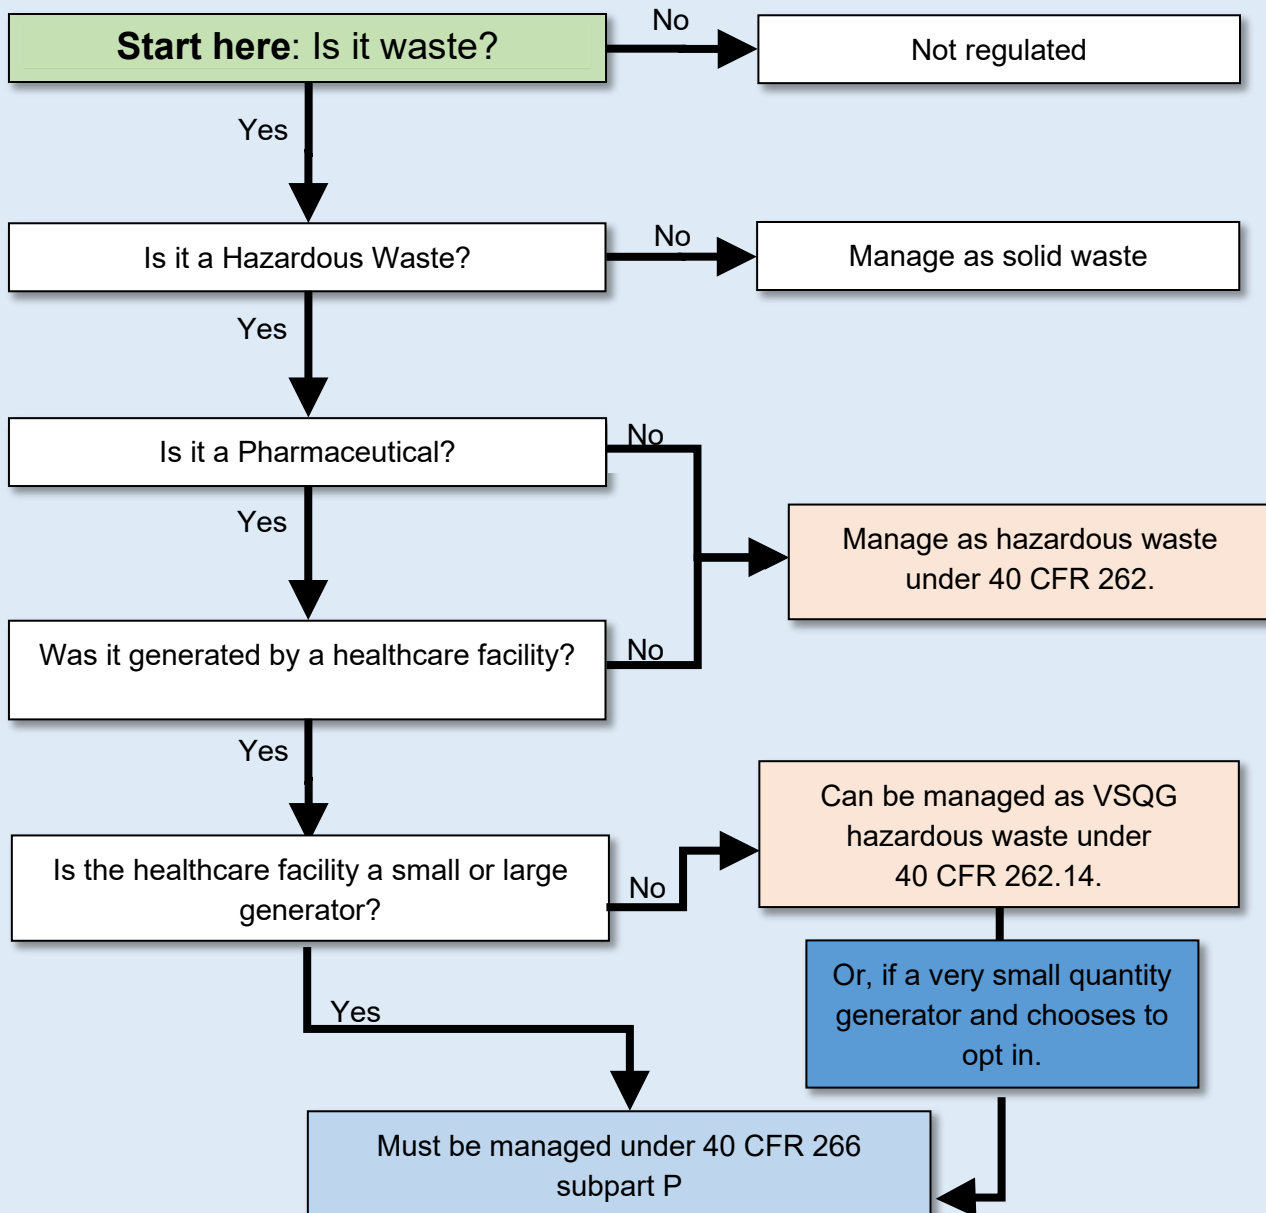 Start here: Is it waste?
No
Not regulated
Yes
Is it a Hazardous Waste?
No
Manage as solid waste
Yes
Is it a Pharmaceutical?
No
Yes
Manage as hazardous waste
under 40 CFR 262.
Was it generated by a healthcare facility?
No
Yes
Is the healthcare facility a small or large
generator?
No
Can be managed as VSQG
hazardous waste under
40 CFR 262.14.
Or, if a very small quantity
generator and chooses to
opt in.
Yes
Must be managed under 40 CFR 266
subpart P